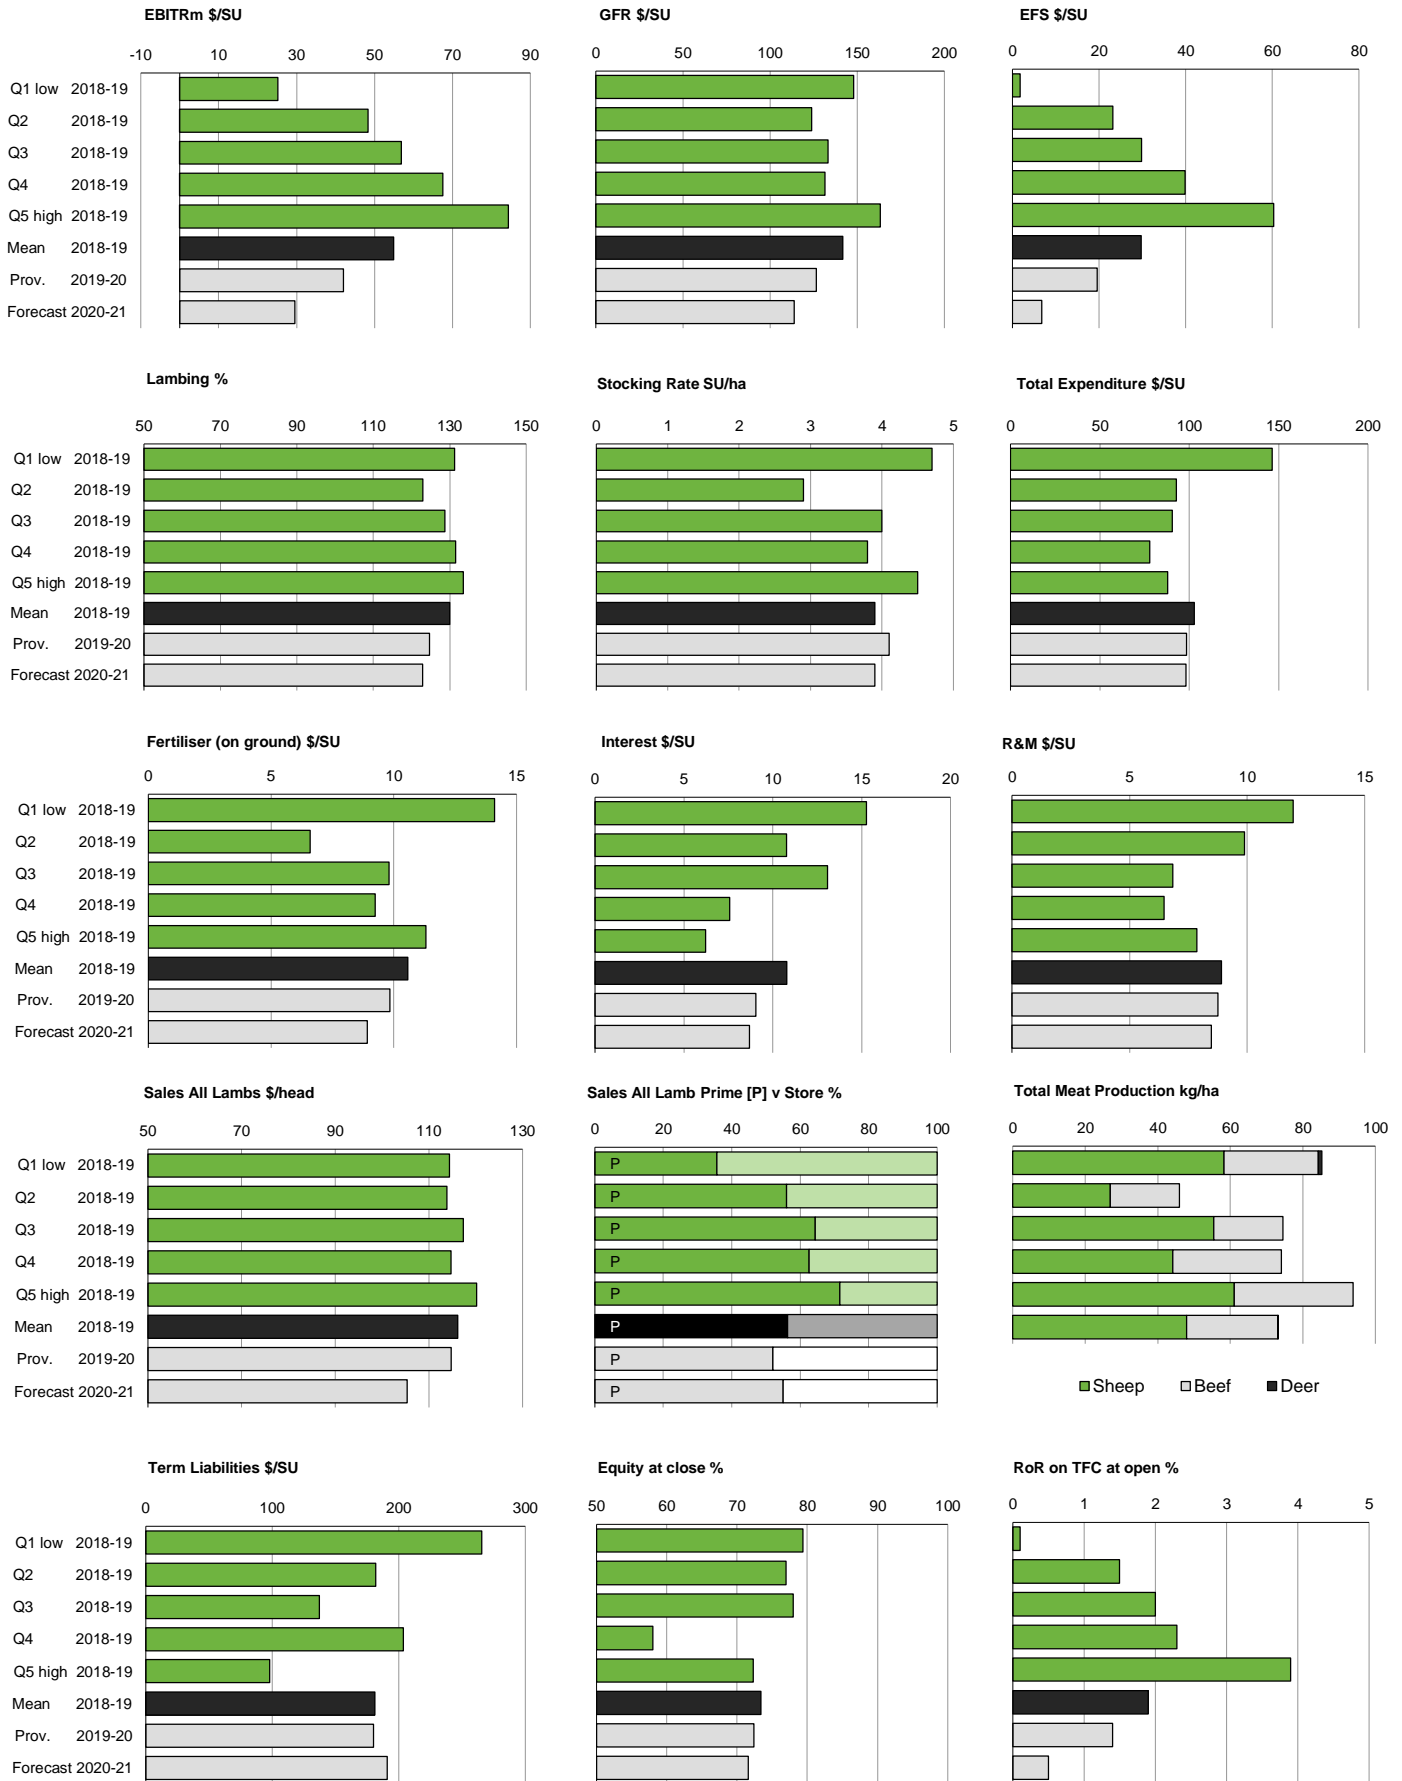 EBITRm $/SU
GFR $/SU
EFS $/SU
-10 10 30 50 70 90
0 50 100 150 200
0 20 40 60 80
Q1 low 2018-19
Q2 2018-19
Q3 2018-19
Q4 2018-19
Q5 high 2018-19
Mean 2018-19
Prov. 2019-20
Forecast 2020-21
Lambing %
Stocking Rate SU/ha
Total Expenditure $/SU
50 70 90 110 130 150
0 1 2 3 4 5
0 50 100 150 200
Q1 low 2018-19
Q2 2018-19
Q3 2018-19
Q4 2018-19
Q5 high 2018-19
Mean 2018-19
Prov. 2019-20
Forecast 2020-21
Fertiliser (on ground) $/SU
Interest $/SU
R&M $/SU
0 5 10 15
0 5 10 15 20
0 5 10 15
Q1 low 2018-19
Q2 2018-19
Q3 2018-19
Q4 2018-19
Q5 high 2018-19
Mean 2018-19
Prov. 2019-20
Forecast 2020-21
Sales All Lambs $/head
Sales All Lamb Prime [P] v Store %
Total Meat Production kg/ha
50 70 90 110 130
0 20 40 60 80 100
0 20 40 60 80 100
Q1 low 2018-19 P
Q2 2018-19 P
Q3 2018-19 P
Q4 2018-19 P
Q5 high 2018-19 P
Mean 2018-19 P
Prov. 2019-20 P
Forecast 2020-21 P
Sheep Beef Deer
Term Liabilities $/SU
Equity at close %
RoR on TFC at open %
0 100 200 300
50 60 70 80 90 100
0 1 2 3 4 5
Q1 low 2018-19
Q2 2018-19
Q3 2018-19
Q4 2018-19
Q5 high 2018-19
Mean 2018-19
Prov. 2019-20
Forecast 2020-21